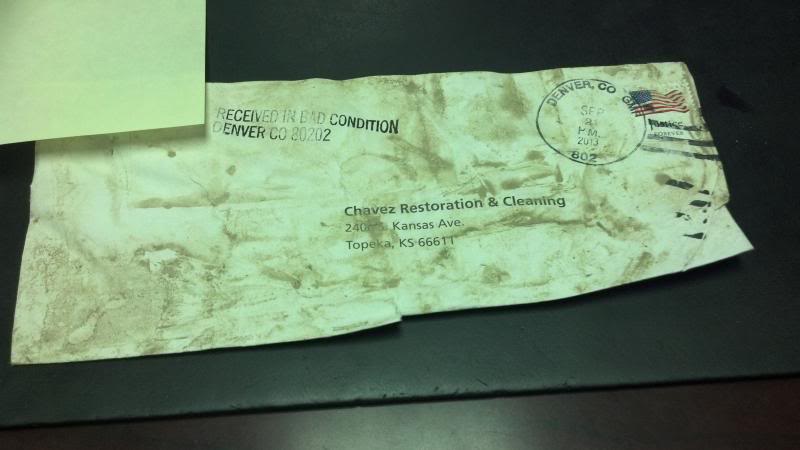 RECEIVED IN BAD CONDITION
DENVER CO 80202
DENVER, CO
SEP
P.M.
2013
802
FOREVER
Chavez Restoration & Cleaning
Kansas Ave.
Topeka, KS 66611